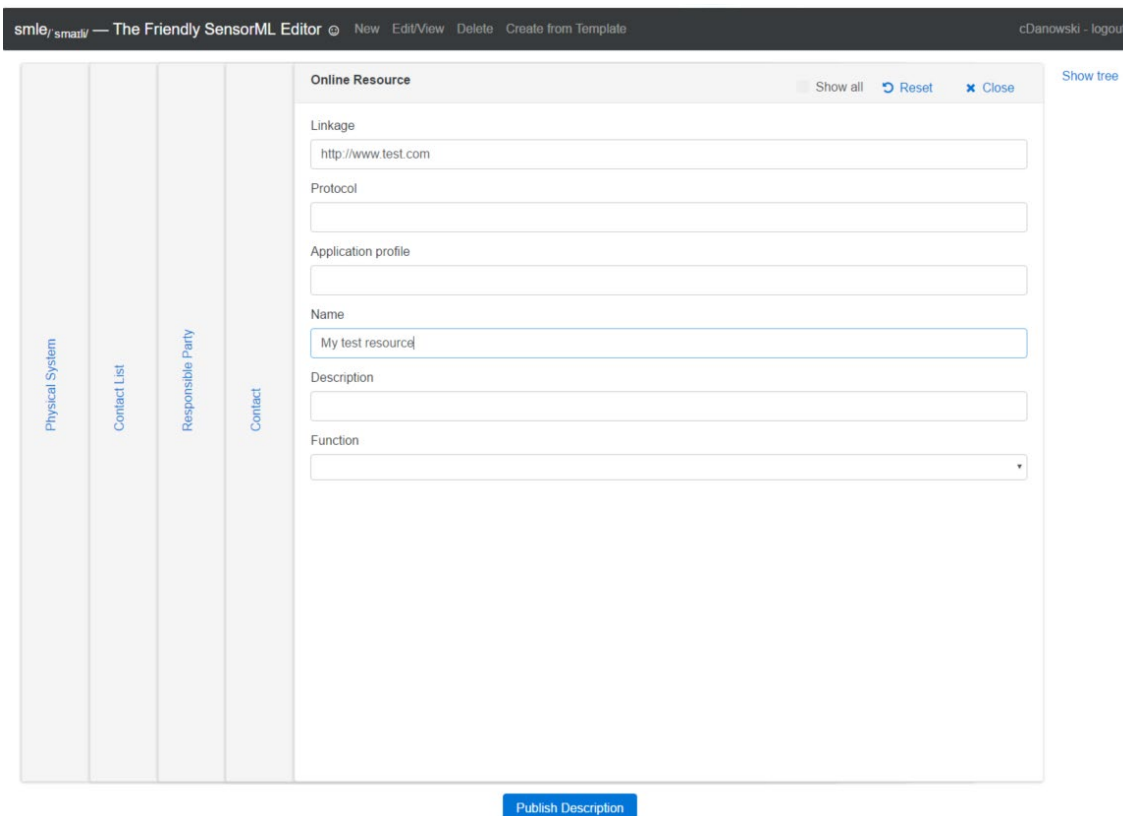 smle/ˈsmaɪli/ — The Friendly SensorML Editor ☺ New Edit/View Delete Create from Template cDanowski - logou
Online Resource Show all Reset Close Show tree
Linkage
http://www.test.com
Protocol
Application profile
Name
My test resource
Description
Function
Physical System
Contact List
Responsible Party
Contact
Publish Description